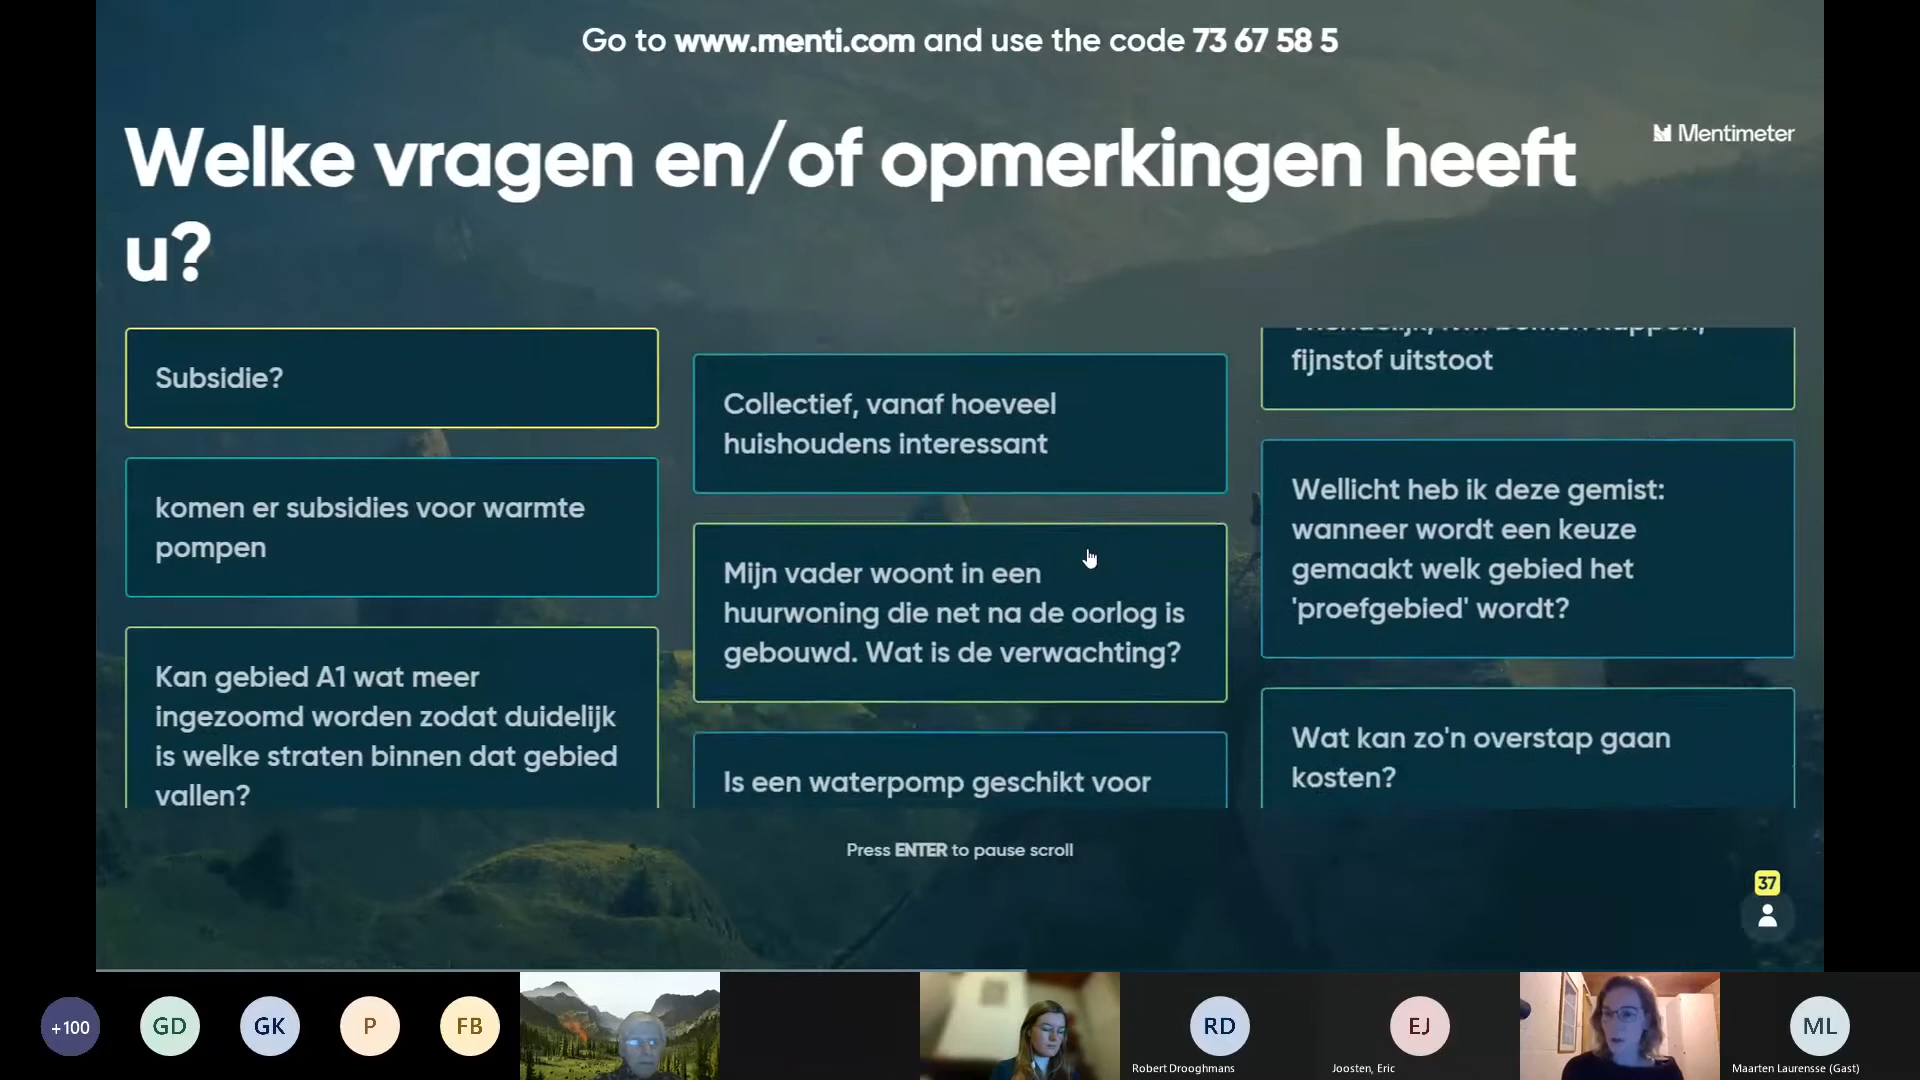 Go to www.menti.com and use the code 73 67 58 5
Welke vragen en/of opmerkingen heeft
u?
Mentimeter
Subsidie?
komen er subsidies voor warmte
pompen
Kan gebied A1 wat meer
ingezoomd worden zodat duidelijk
is welke straten binnen dat gebied
vallen?
Collectief, vanaf hoeveel
huishoudens interessant
Mijn vader woont in een
huurwoning die net na de oorlog is
gebouwd. Wat is de verwachting?
Is een waterpomp geschikt voor
fijnstof uitstoot
Wellicht heb ik deze gemist:
wanneer wordt een keuze
gemaakt welk gebied het
'proefgebied' wordt?
Wat kan zo'n overstap gaan
kosten?
Press ENTER to pause scroll
37
+100
GD
GK
P
FB
RD
Robert Drooghmans
EJ
Joosten, Eric
ML
Maarten Laurensse (Gast)